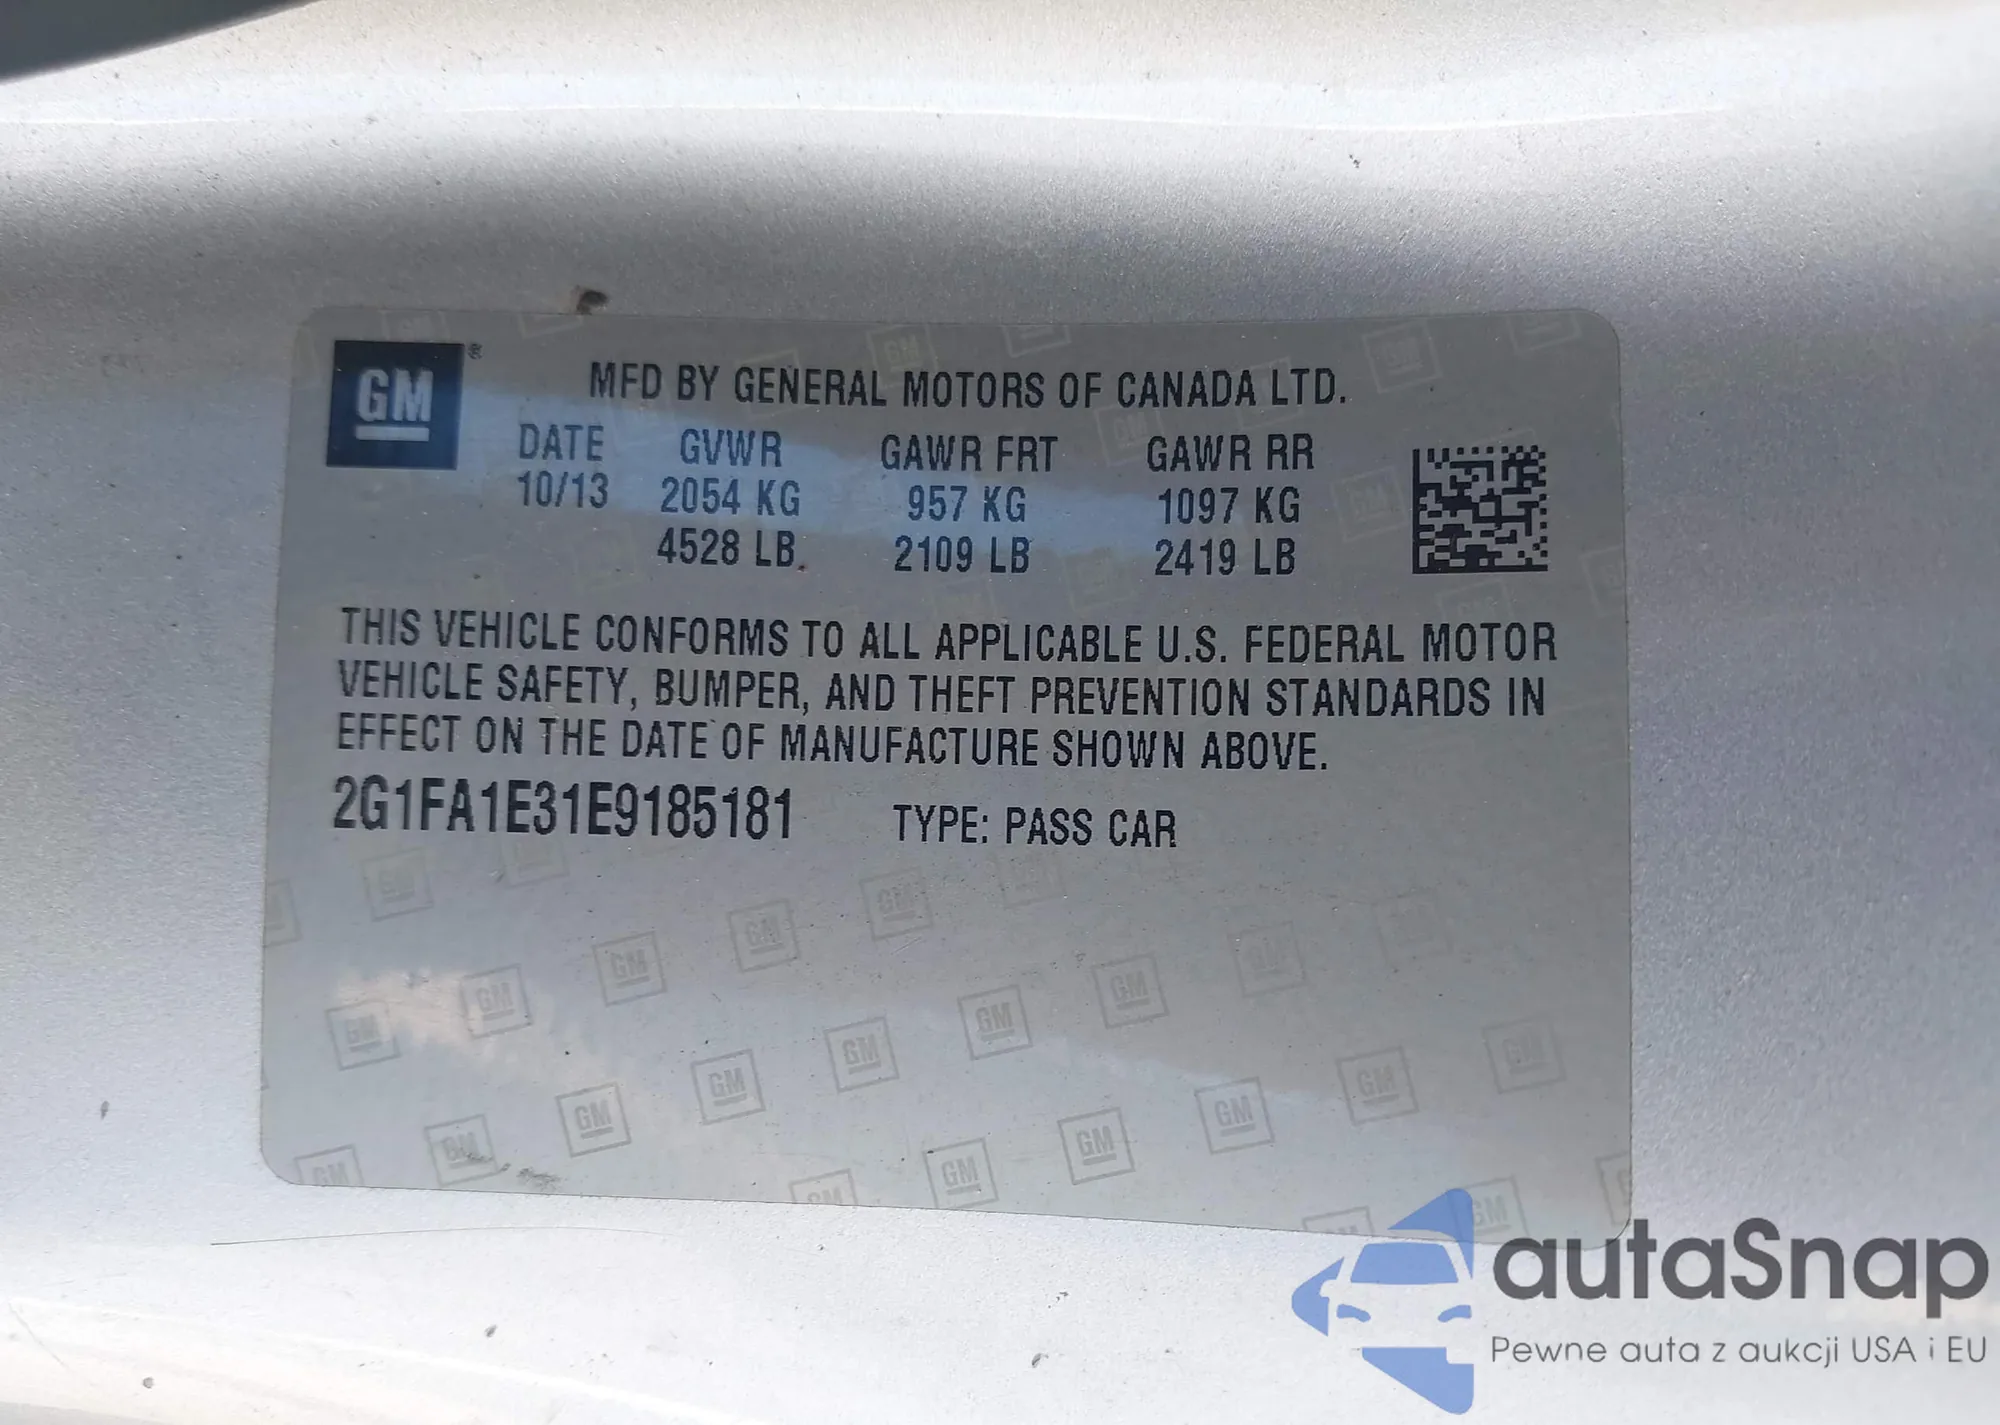 GM ®
MFD BY GENERAL MOTORS OF CANADA LTD.
DATE GVWR GAWR FRT GAWR RR
10/13 2054 KG 957 KG 1097 KG
4528 LB 2109 LB 2419 LB
THIS VEHICLE CONFORMS TO ALL APPLICABLE U.S. FEDERAL MOTOR
VEHICLE SAFETY, BUMPER, AND THEFT PREVENTION STANDARDS IN
EFFECT ON THE DATE OF MANUFACTURE SHOWN ABOVE.
2G1FA1E31E9185181 TYPE: PASS CAR
autaSnap
Pewne auta z aukcji USA i EU